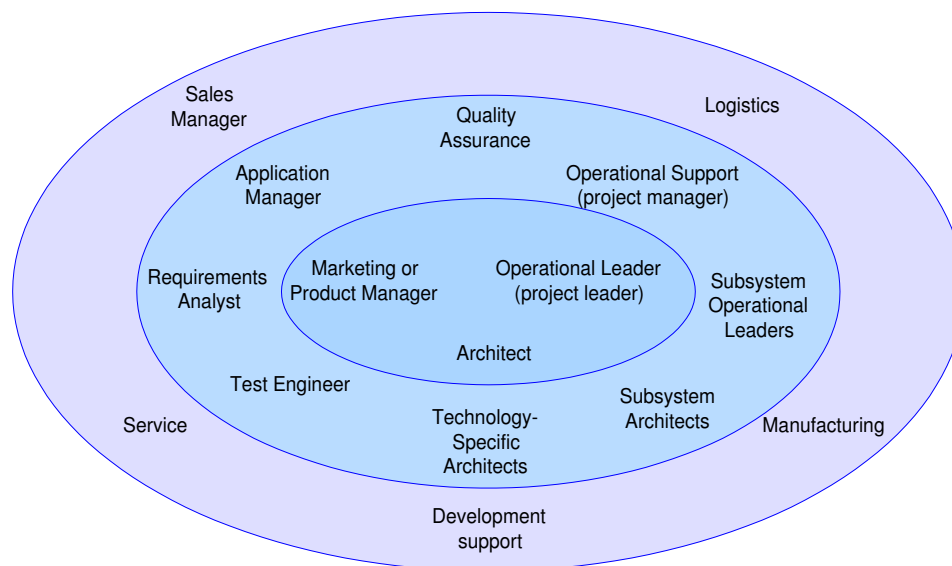 Sales
Manager
Logistics
Quality
Assurance
Application
Manager
Operational Support
(project manager)
Requirements
Analyst
Marketing or
Product Manager
Operational Leader
(project leader)
Subsystem
Operational
Leaders
Architect
Test Engineer
Subsystem
Architects
Service
Technology-
Specific
Architects
Manufacturing
Development
support